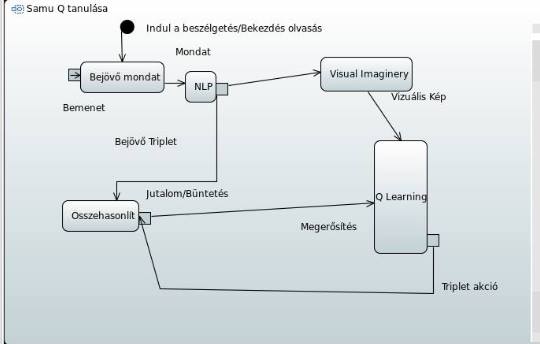 Samu Q tanulása
Indul a beszélgetés/Bekezdés olvasás
Mondat
Bejövő mondat
NLP
Visual Imaginery
Bemenet
Vizuális Kép
Bejövő Triplet
Jutalom/Büntetés
Q Learning
Osszehasonlít
Megerősítés
Triplet akció